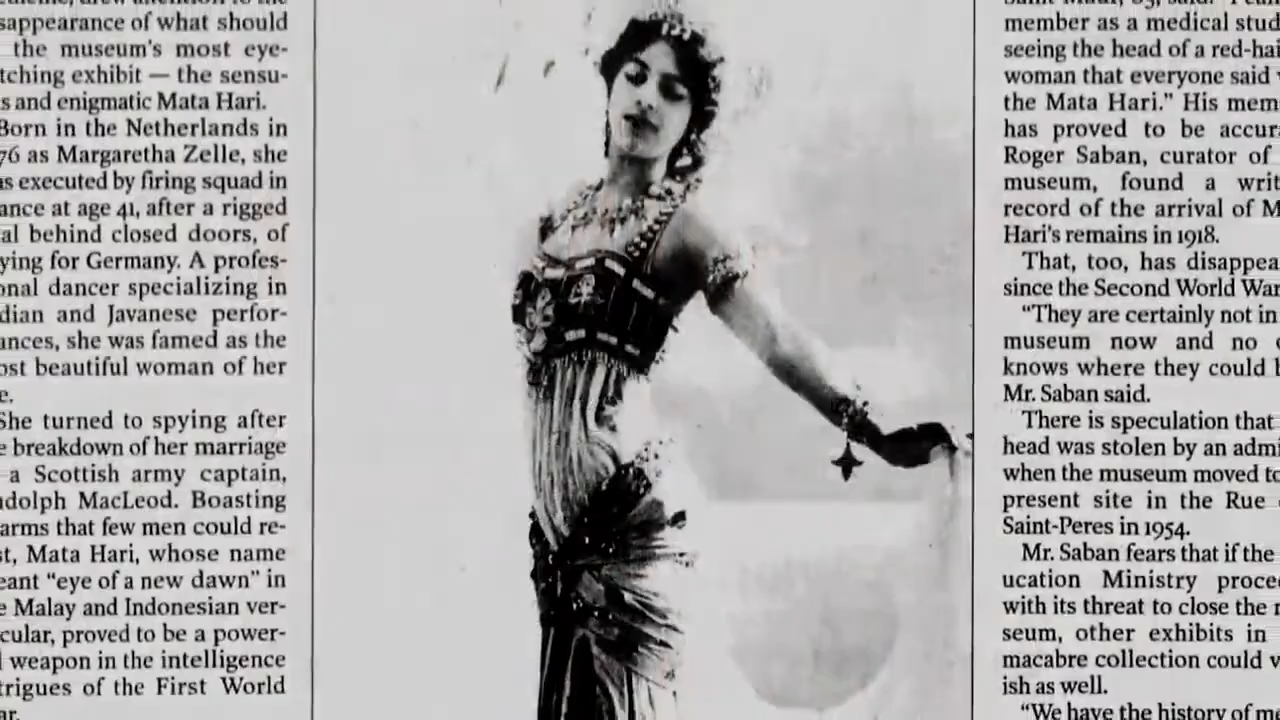 sappearance of what should
the museum's most eye-
tching exhibit — the sensu-
s and enigmatic Mata Hari.
Born in the Netherlands in
76 as Margaretha Zelle, she
s executed by firing squad in
ance at age 41, after a rigged
al behind closed doors, of
ying for Germany. A profes-
onal dancer specializing in
dian and Javanese perfor-
ances, she was famed as the
ost beautiful woman of her
e.
She turned to spying after
e breakdown of her marriage
a Scottish army captain,
udolph MacLeod. Boasting
arms that few men could re-
st, Mata Hari, whose name
eant "eye of a new dawn" in
e Malay and Indonesian ver-
cular, proved to be a power-
l weapon in the intelligence
trigues of the First World
ar.
member as a medical stud
seeing the head of a red-hai
woman that everyone said
the Mata Hari." His mem
has proved to be accur
Roger Saban, curator of
museum, found a writ
record of the arrival of M
Hari's remains in 1918.
That, too, has disappea
since the Second World War
"They are certainly not in
museum now and no o
knows where they could b
Mr. Saban said.
There is speculation that
head was stolen by an admi
when the museum moved to
present site in the Rue
Saint-Peres in 1954.
Mr. Saban fears that if the
ucation Ministry procee
with its threat to close the m
seum, other exhibits in
macabre collection could v
ish as well.
"We have the history of me